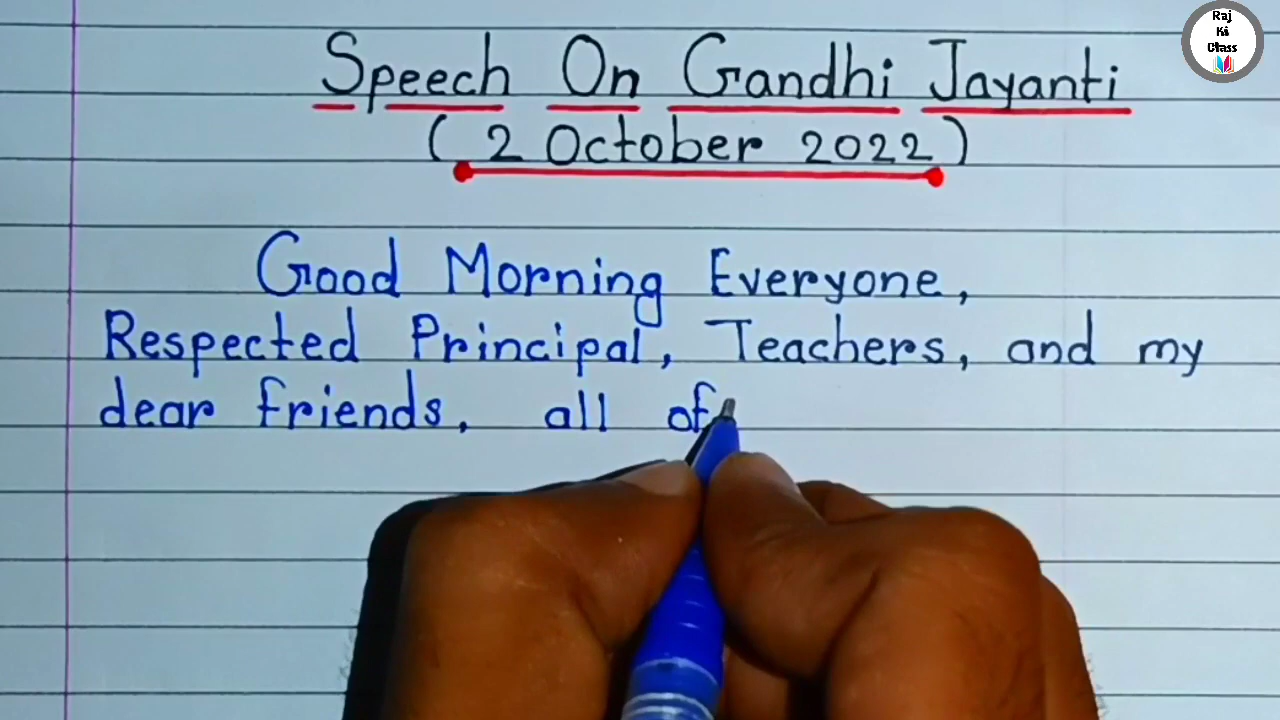 Raj
Ki
Class
Speech On Gandhi Jayanti
( 2 October 2022 )
Good Morning Everyone,
Respected Principal, Teachers, and my
dear friends, all of